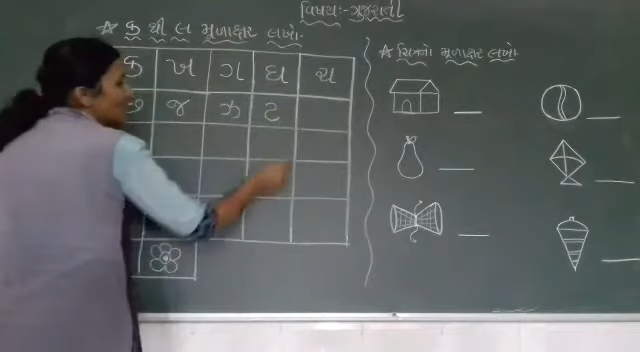 વિષય:- ગુજરાતી
☆ ક થી લ મૂળાક્ષર લખો.
ક ખ ગ ઘ ચ
છ જ ઝ ટ
☆ ચિત્રનો મૂળાક્ષર લખો.